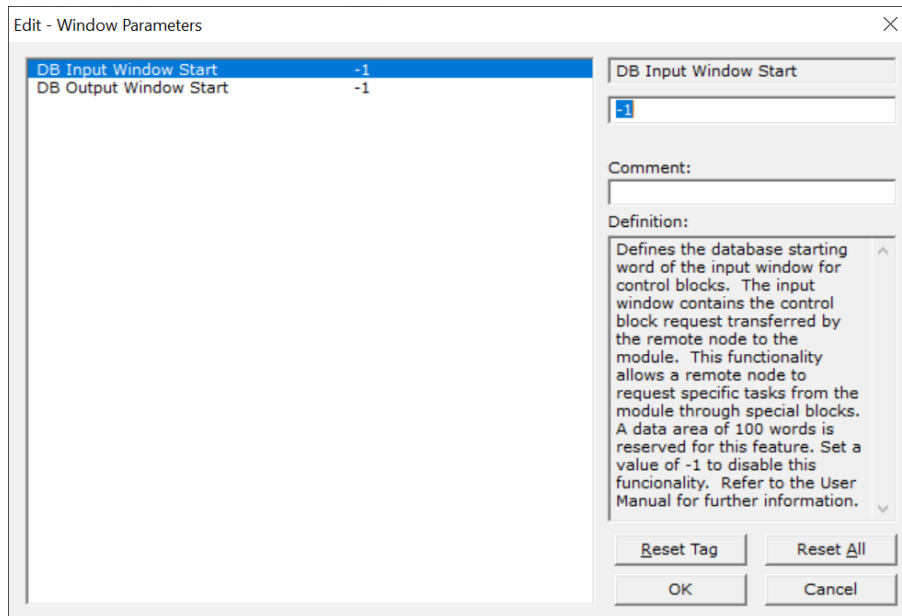 Edit - Window Parameters
DB Input Window Start -1
DB Output Window Start -1
DB Input Window Start
-1
Comment:
Definition:
Defines the database starting
word of the input window for
control blocks. The input
window contains the control
block request transferred by
the remote node to the
module. This functionality
allows a remote node to
request specific tasks from the
module through special blocks.
A data area of 100 words is
reserved for this feature. Set a
value of -1 to disable this
funcionality. Refer to the User
Manual for further information.
Reset Tag
Reset All
OK
Cancel